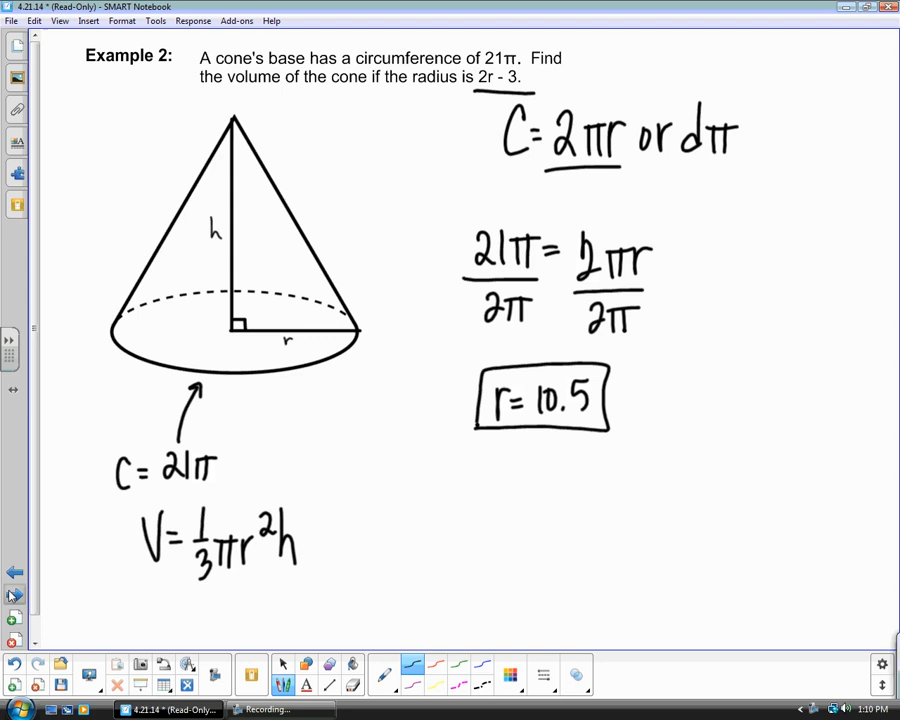 4.21.14 * (Read-Only) - SMART Notebook
File Edit View Insert Format Tools Response Add-ons Help
Example 2: A cone's base has a circumference of 21π. Find
the volume of the cone if the radius is 2r - 3.
C = 2πr or dπ
h
21π = 2πr
2π 2π
r
r = 10.5
C = 21π
V = 1/3 πr²h
4.21.14 * (Read-Only)...
Recording...
1:10 PM